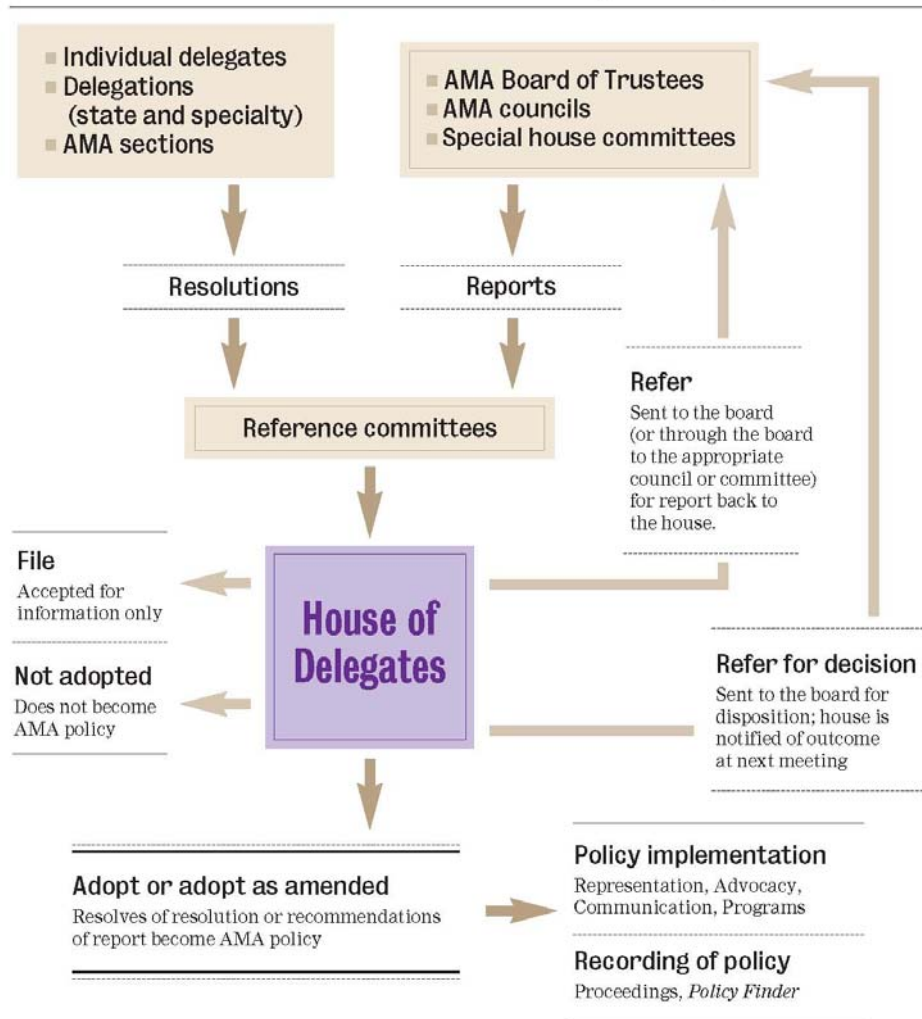 Individual delegates
Delegations
(state and specialty)
AMA sections
AMA Board of Trustees
AMA councils
Special house committees
Resolutions
Reports
Reference committees
Refer
Sent to the board
(or through the board
to the appropriate
council or committee)
for report back to
the house.
File
Accepted for
information only
Not adopted
Does not become
AMA policy
House of
Delegates
Refer for decision
Sent to the board for
disposition; house is
notified of outcome
at next meeting
Adopt or adopt as amended
Resolves of resolution or recommendations
of report become AMA policy
Policy implementation
Representation, Advocacy,
Communication, Programs
Recording of policy
Proceedings, Policy Finder